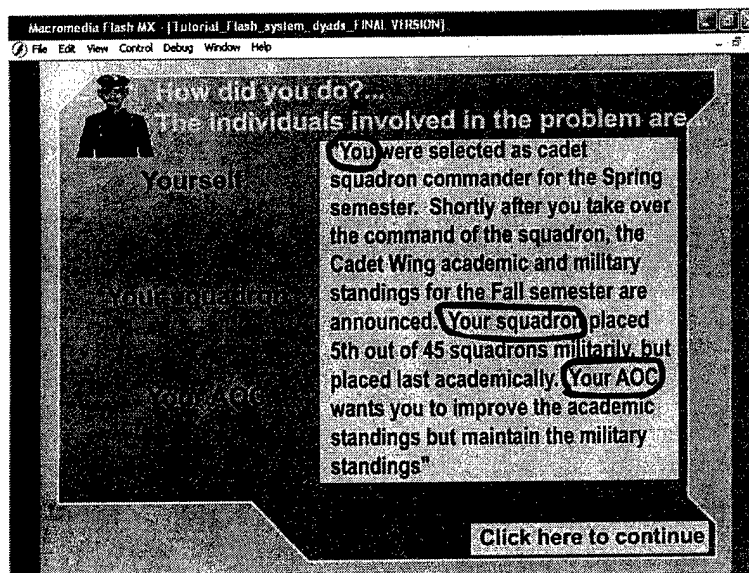 Macromedia Flash MX - [Tutorial_Flash_system_dyads_FINAL VERSION]
File Edit View Control Debug Window Help
How did you do?...
The individuals involved in the problem are...
Yourself
Your squadron
Your AOC
"You were selected as cadet
squadron commander for the Spring
semester. Shortly after you take over
the command of the squadron, the
Cadet Wing academic and military
standings for the Fall semester are
announced. Your squadron placed
5th out of 45 squadrons militarily, but
placed last academically. Your AOC
wants you to improve the academic
standings but maintain the military
standings"
Click here to continue